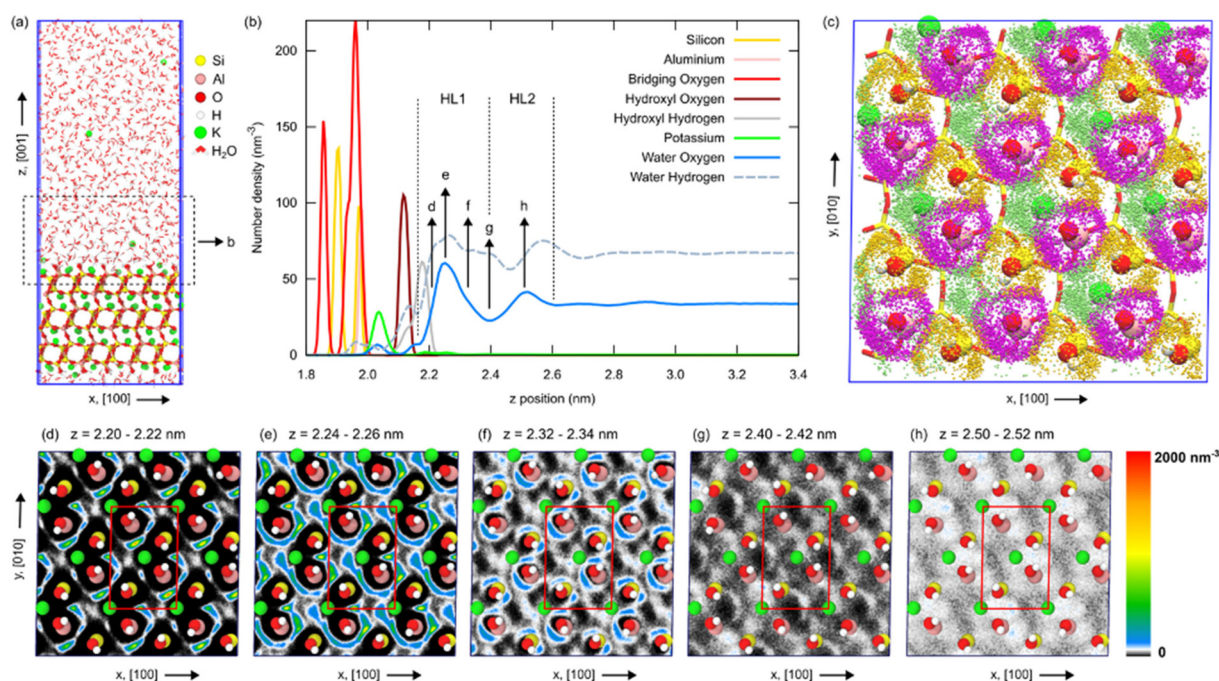 (a)
z, [001]
b
x, [100]
Si
Al
O
H
K
H₂O
(b)
Number density (nm⁻³)
200
150
100
50
0
1.8 2.0 2.2 2.4 2.6 2.8 3.0 3.2 3.4
z position (nm)
HL1 HL2
d
e
f
g
h
Silicon
Aluminium
Bridging Oxygen
Hydroxyl Oxygen
Hydroxyl Hydrogen
Potassium
Water Oxygen
Water Hydrogen
(c)
y, [010]
x, [100]
(d) z = 2.20 - 2.22 nm
y, [010]
x, [100]
(e) z = 2.24 - 2.26 nm
x, [100]
(f) z = 2.32 - 2.34 nm
x, [100]
(g) z = 2.40 - 2.42 nm
x, [100]
(h) z = 2.50 - 2.52 nm
x, [100]
2000 nm⁻³
0